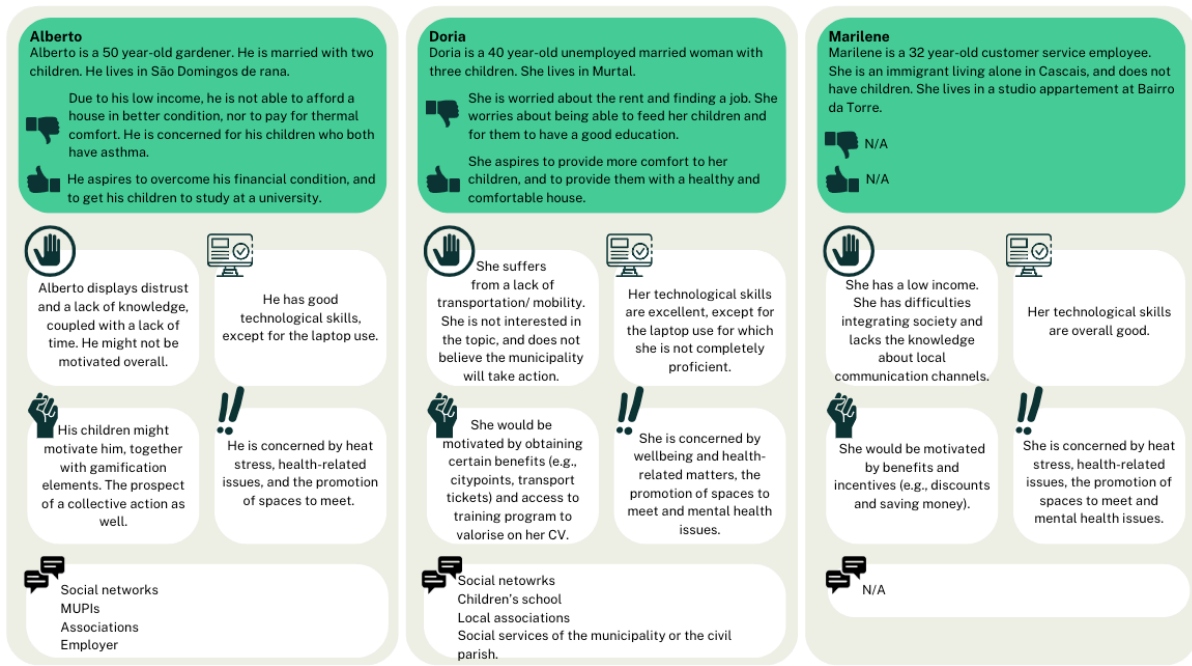 Alberto
Alberto is a 50 year-old gardener. He is married with two
children. He lives in São Domingos de rana.
Due to his low income, he is not able to afford a
house in better condition, nor to pay for thermal
comfort. He is concerned for his children who both
have asthma.
He aspires to overcome his financial condition, and
to get his children to study at a university.
Alberto displays distrust
and a lack of knowledge,
coupled with a lack of
time. He might not be
motivated overall.
He has good
technological skills,
except for the laptop use.
His children might
motivate him, together
with gamification
elements. The prospect
of a collective action as
well.
He is concerned by heat
stress, health-related
issues, and the promotion
of spaces to meet.
Social networks
MUPIs
Associations
Employer
Doria
Doria is a 40 year-old unemployed married woman with
three children. She lives in Murtal.
She is worried about the rent and finding a job. She
worries about being able to feed her children and
for them to have a good education.
She aspires to provide more comfort to her
children, and to provide them with a healthy and
comfortable house.
She suffers
from a lack of
transportation/ mobility.
She is not interested in
the topic, and does not
believe the municipality
will take action.
Her technological skills
are excellent, except for
the laptop use for which
she is not completely
proficient.
She would be
motivated by obtaining
certain benefits (e.g.,
citypoints, transport
tickets) and access to
training program to
valorise on her CV.
She is concerned by
wellbeing and health-
related matters, the
promotion of spaces to
meet and mental health
issues.
Social netowrks
Children's school
Local associations
Social services of the municipality or the civil
parish.
Marilene
Marilene is a 32 year-old customer service employee.
She is an immigrant living alone in Cascais, and does not
have children. She lives in a studio appartement at Bairro
da Torre.
N/A
N/A
She has a low income.
She has difficulties
integrating society and
lacks the knowledge
about local
communication channels.
Her technological skills
are overall good.
She would be motivated
by benefits and
incentives (e.g., discounts
and saving money).
She is concerned by heat
stress, health-related
issues, the promotion of
spaces to meet and
mental health issues.
N/A